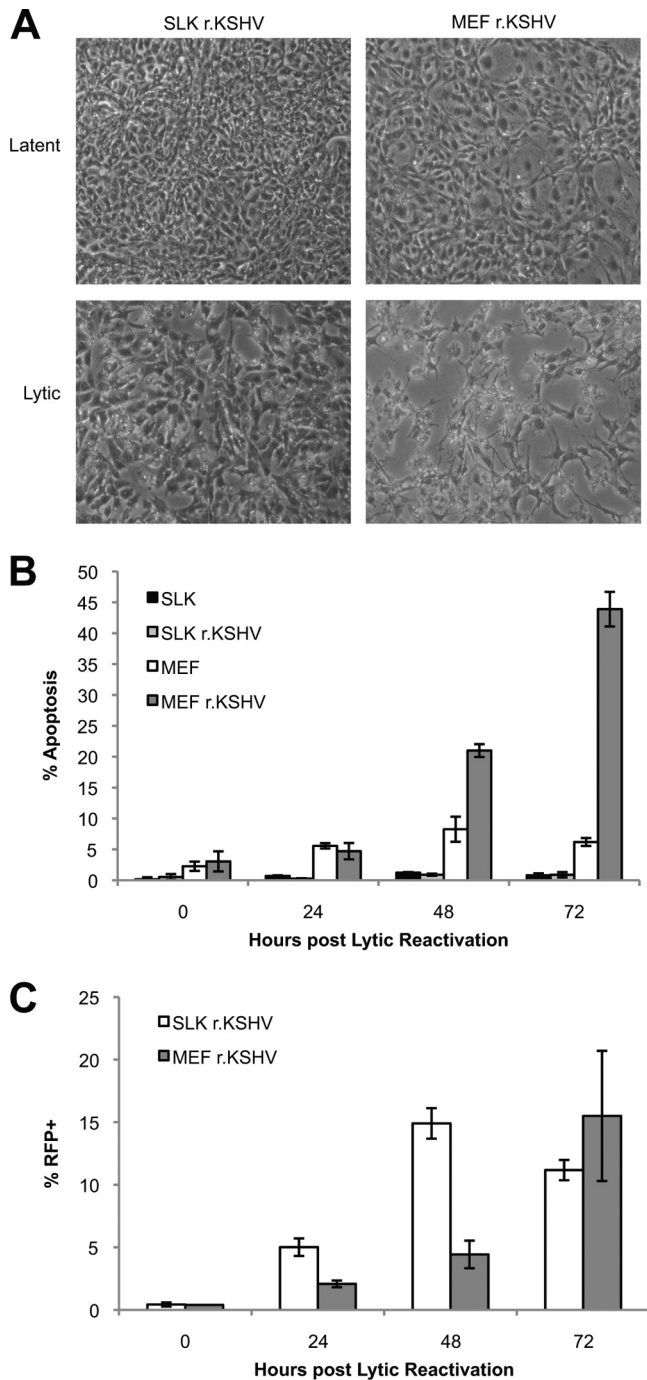 A
SLK r.KSHV
MEF r.KSHV
Latent
Lytic
B
50
45
40
35
30
25
20
15
10
5
0
% Apoptosis
SLK
SLK r.KSHV
MEF
MEF r.KSHV
0
24
48
72
Hours post Lytic Reactivation
C
25
20
15
10
5
0
% RFP+
SLK r.KSHV
MEF r.KSHV
0
24
48
72
Hours post Lytic Reactivation